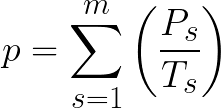 p = \sum_{s=1}^{m} \left( \frac{P_s}{T_s} \right)